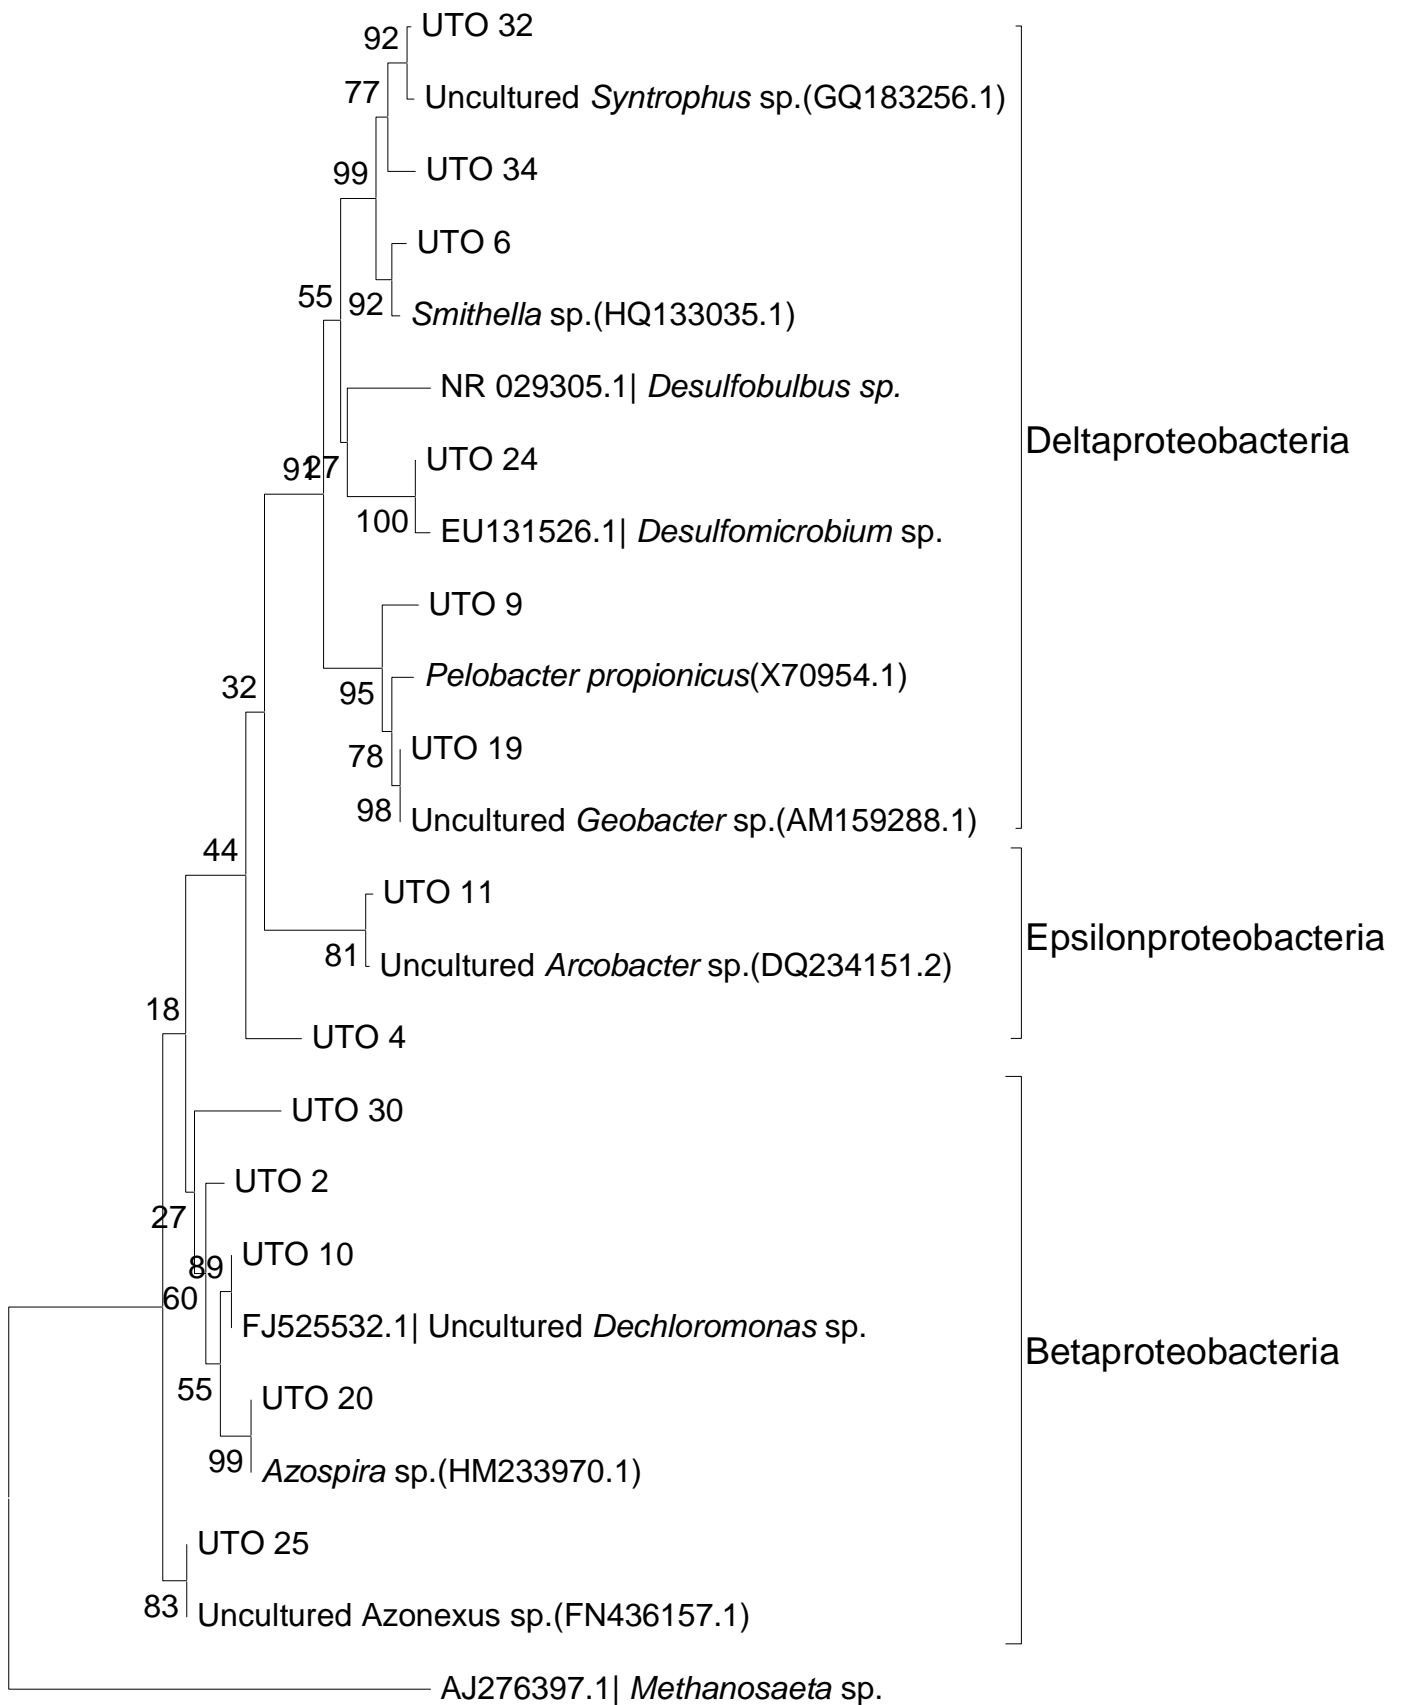 UTO 32
92
77
Uncultured Syntrophus sp.(GQ183256.1)
UTO 34
99
UTO 6
55
92
Smithella sp.(HQ133035.1)
NR 029305.1| Desulfobulbus sp.
Deltaproteobacteria
UTO 24
91
27
100
EU131526.1| Desulfomicrobium sp.
UTO 9
Pelobacter propionicus(X70954.1)
32
95
UTO 19
78
98
Uncultured Geobacter sp.(AM159288.1)
44
UTO 11
Epsilonproteobacteria
81
Uncultured Arcobacter sp.(DQ234151.2)
18
UTO 4
UTO 30
UTO 2
27
UTO 10
89
60
FJ525532.1| Uncultured Dechloromonas sp.
Betaproteobacteria
55
UTO 20
99
Azospira sp.(HM233970.1)
UTO 25
83
Uncultured Azonexus sp.(FN436157.1)
AJ276397.1| Methanosaeta sp.